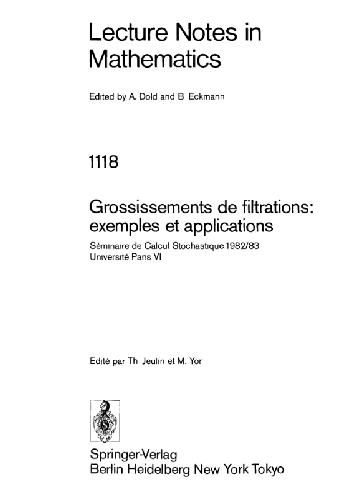 Lecture Notes in
Mathematics
Edited by A. Dold and B. Eckmann
1118
Grossissements de filtrations:
exemples et applications
Séminaire de Calcul Stochastique 1982/83
Université Paris VI
Edité par Th. Jeulin et M. Yor
Springer-Verlag
Berlin Heidelberg New York Tokyo